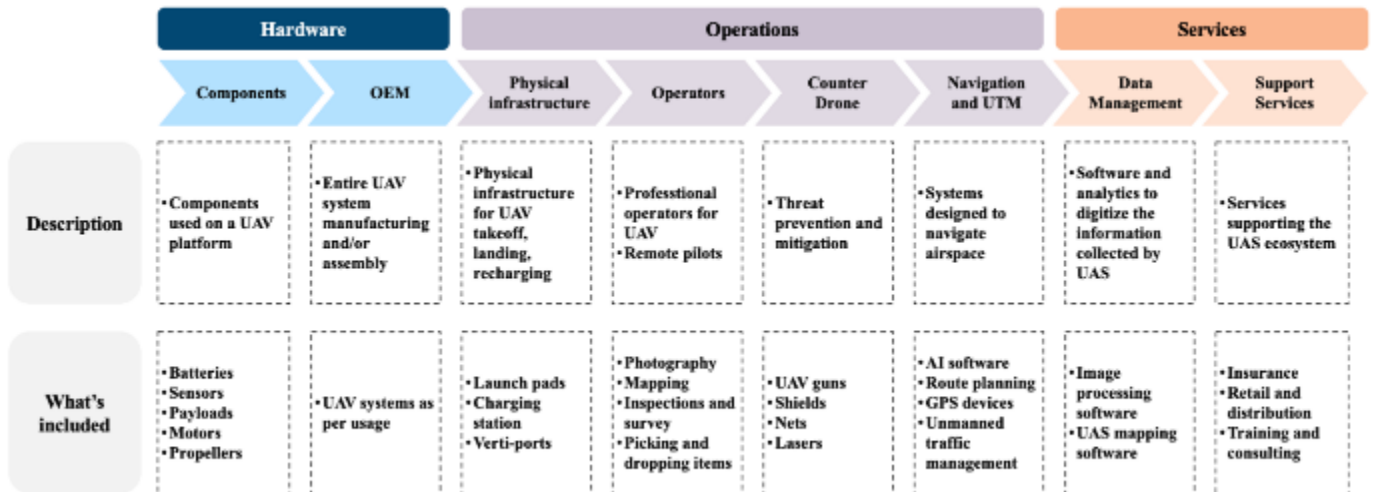 Hardware
Operations
Services
Components
OEM
Physical
infrastructure
Operators
Counter
Drone
Navigation
and UTM
Data
Management
Support
Services
Description
•Components
used on a UAV
platform
•Entire UAV
system
manufacturing
and/or
assembly
•Physical
infrastructure
for UAV
takeoff,
landing,
recharging
•Professtional
operators for
UAV
•Remote pilots
•Threat
prevention and
mitigation
•Systems
designed to
navigate
airspace
•Software and
analytics to
digitize the
information
collected by
UAS
•Services
supporting the
UAS ecosystem
What's
included
•Batteries
•Sensors
•Payloads
•Motors
•Propellers
•UAV systems as
per usage
•Launch pads
•Charging
station
•Verti-ports
•Photography
•Mapping
•Inspections and
survey
•Picking and
dropping items
•UAV guns
•Shields
•Nets
•Lasers
•AI software
•Route planning
•GPS devices
•Unmanned
traffic
management
•Image
processing
software
•UAS mapping
software
•Insurance
•Retail and
distribution
•Training and
consulting